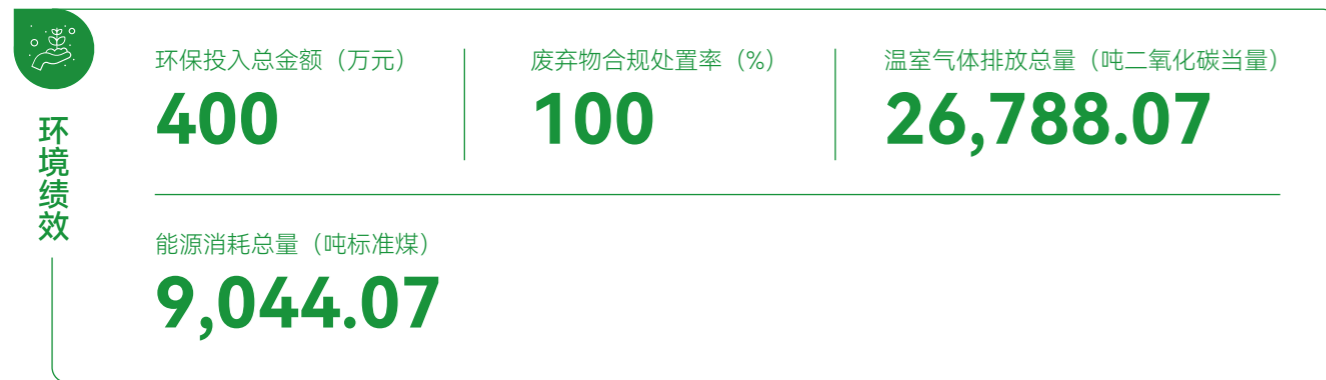 环境绩效
环保投入总金额（万元）
400
废弃物合规处置率（%）
100
温室气体排放总量（吨二氧化碳当量）
26,788.07
能源消耗总量（吨标准煤）
9,044.07